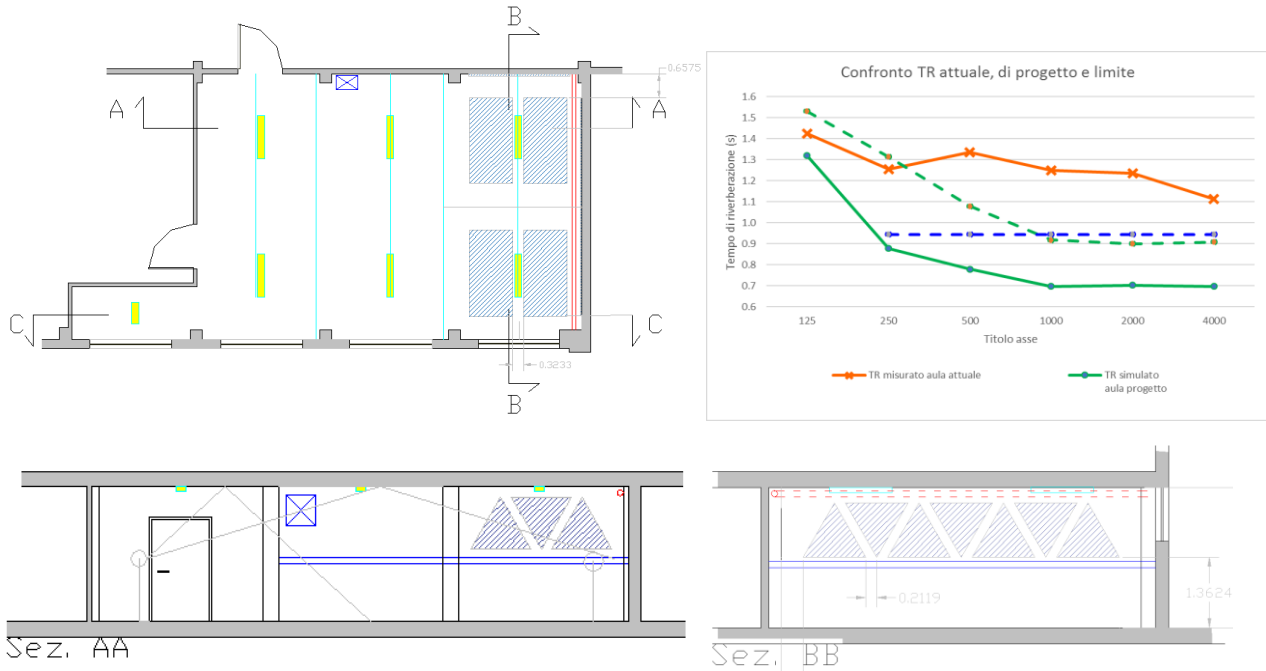 B
0.6575
A
A
C
C
0.3233
B
Confronto TR attuale, di progetto e limite
Tempo di riverberazione (s)
1.6
1.5
1.4
1.3
1.2
1.1
1.0
0.9
0.8
0.7
0.6
125 250 500 1000 2000 4000
Titolo asse
TR misurato aula attuale
TR simulato
aula progetto
Sez. AA
0.2119
1.3624
Sez. BB